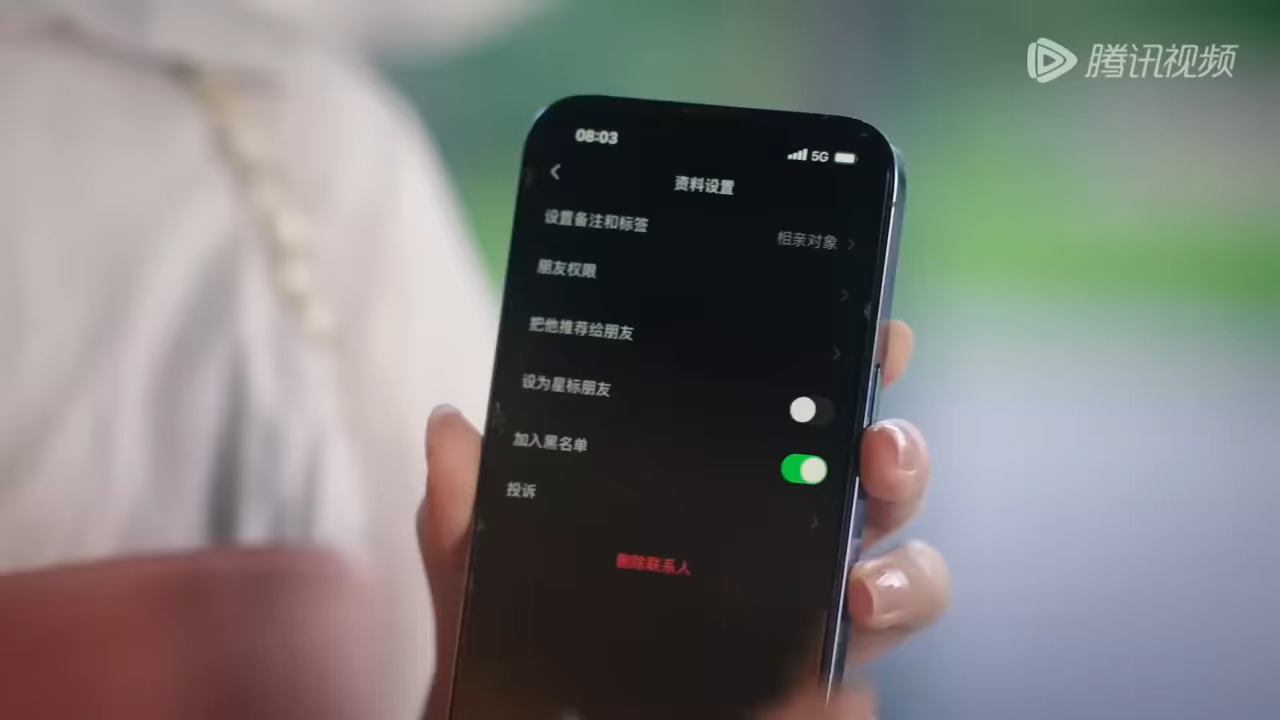 腾讯视频
08:03
5G
资料设置
设置备注和标签
相亲对象
朋友权限
把他推荐给朋友
设为星标朋友
加入黑名单
投诉
删除联系人